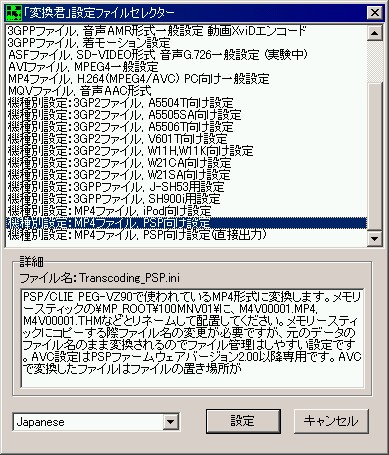 「変換君」設定ファイルセレクター
3GPPファイル, 音声AMR形式一般設定 動画XviDエンコード
3GPPファイル, 着モーション設定
ASFファイル, SD-VIDEO形式, 音声G.726一般設定 (実験中)
AVIファイル, MPEG4一般設定
MP4ファイル, H.264(MPEG4/AVC) PC向け一般設定
MQVファイル, 音声AAC形式
機種別設定:3GP2ファイル, A5504T向け設定
機種別設定:3GP2ファイル, A5505SA向け設定
機種別設定:3GP2ファイル, A5506T向け設定
機種別設定:3GP2ファイル, V601T向け設定
機種別設定:3GP2ファイル, W11H,W11K向け設定
機種別設定:3GP2ファイル, W21CA向け設定
機種別設定:3GP2ファイル, W21SA向け設定
機種別設定:3GPPファイル, J-SH53用設定
機種別設定:3GPPファイル, SH900i用設定
機種別設定:MP4ファイル, iPod向け設定
機種別設定:MP4ファイル, PSP向け設定
機種別設定:MP4ファイル, PSP向け設定(直接出力)
詳細
ファイル名:Transcoding_PSP.ini
PSP/CLIE PEG-VZ90で使われているMP4形式に変換します。メモリ
ースティックの¥MP_ROOT¥100MNV01¥に、M4V00001.MP4,
M4V00001.THMなどとリネームして配置してください。メモリースティ
ックにコピーする際ファイル名の変更が必要ですが、元のデータの
ファイル名のまま変換されるのでファイル管理はしやすい設定で
す。AVC設定はPSPファームウェアバージョン2.00以降専用です。AVC
で変換したファイルはファイルの置き場所が
Japanese
設定
キャンセル